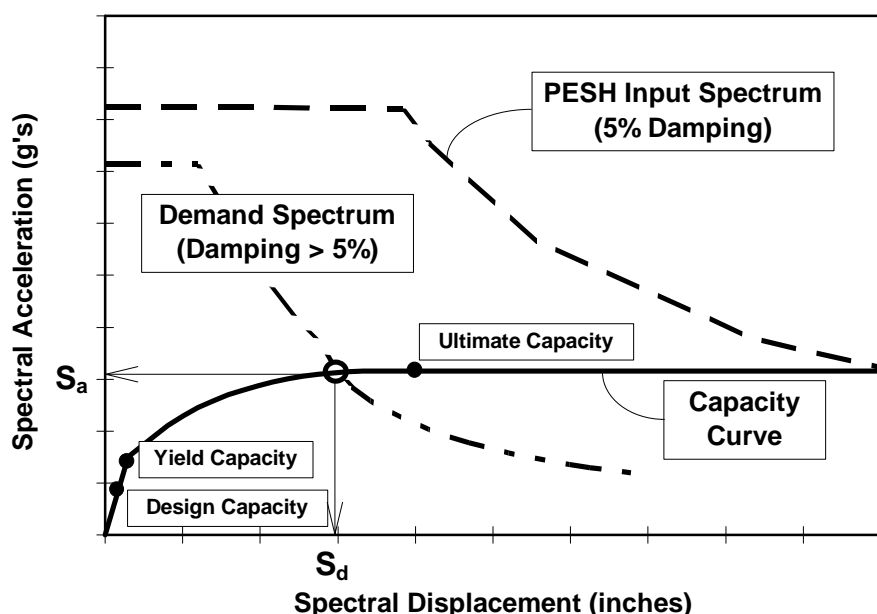 PESH Input Spectrum
(5% Damping)
Demand Spectrum
(Damping > 5%)
Ultimate Capacity
Capacity
Curve
Yield Capacity
Design Capacity
Spectral Acceleration (g's)
Sa
Sd
Spectral Displacement (inches)